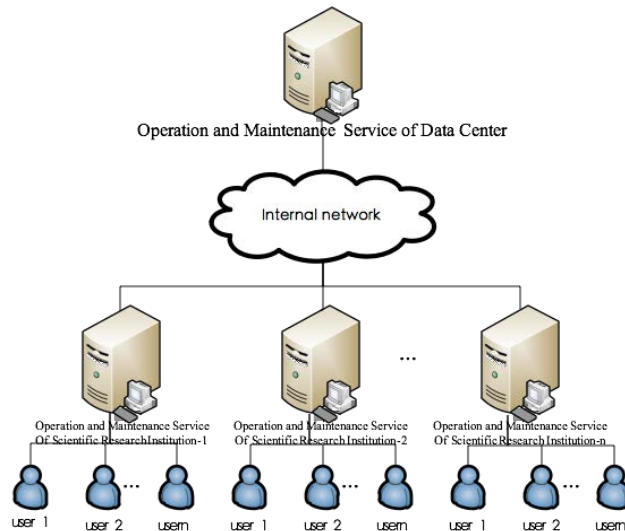 Operation and Maintenance Service of Data Center
Internal network
...
Operation and Maintenance Service
Of Scientific Research Institution-1
Operation and Maintenance Service
Of Scientific Research Institution-2
Operation and Maintenance Service
Of Scientific Research Institution-n
... ... ...
user 1 user 2 usern user 1 user 2 usern user 1 user 2 usern